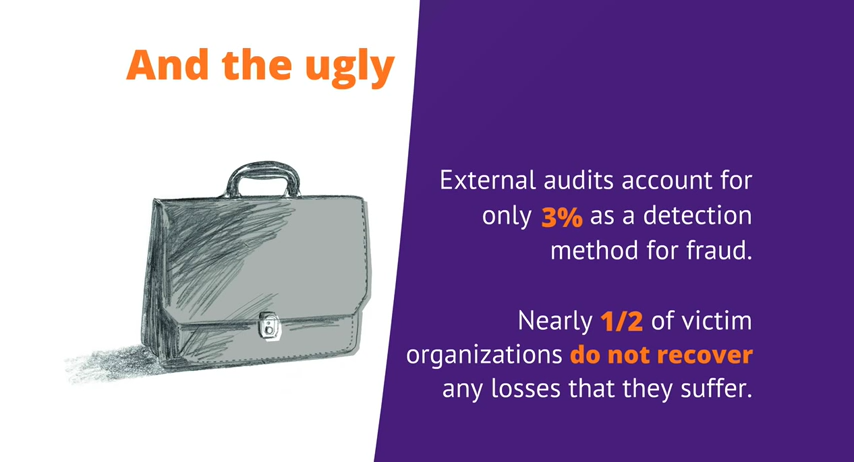 And the ugly
External audits account for
only 3% as a detection
method for fraud.
Nearly 1/2 of victim
organizations do not recover
any losses that they suffer.